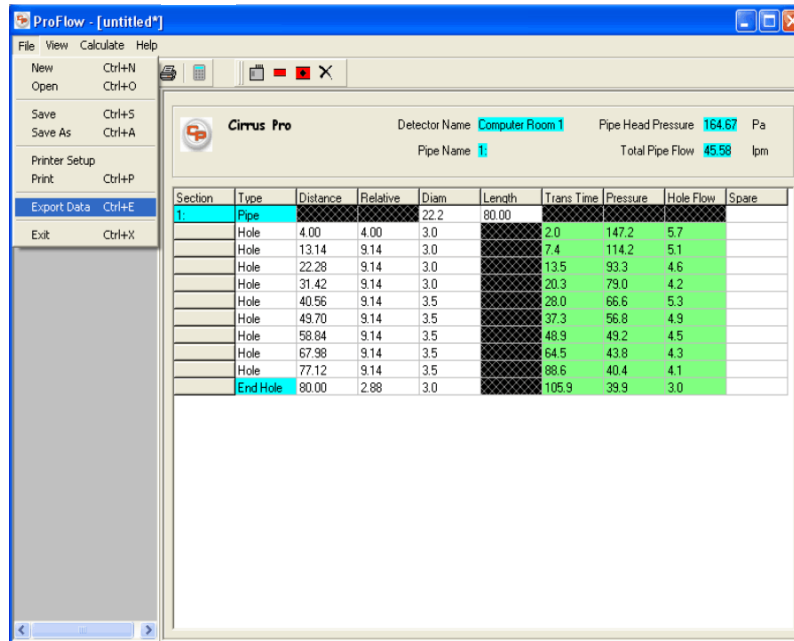 ProFlow - [untitled*]
File View Calculate Help
New Ctrl+N
Open Ctrl+O
Save Ctrl+S
Save As Ctrl+A
Printer Setup
Print Ctrl+P
Export Data Ctrl+E
Exit Ctrl+X
CP
Cirrus Pro
Detector Name Computer Room 1 Pipe Head Pressure 164.67 Pa
Pipe Name 1: Total Pipe Flow 45.58 lpm
Section Type Distance Relative Diam Length Trans Time Pressure Hole Flow Spare
1: Pipe 22.2 80.00
Hole 4.00 4.00 3.0 2.0 147.2 5.7
Hole 13.14 9.14 3.0 7.4 114.2 5.1
Hole 22.28 9.14 3.0 13.5 93.3 4.6
Hole 31.42 9.14 3.0 20.3 79.0 4.2
Hole 40.56 9.14 3.5 28.0 66.6 5.3
Hole 49.70 9.14 3.5 37.3 56.8 4.9
Hole 58.84 9.14 3.5 48.9 49.2 4.5
Hole 67.98 9.14 3.5 64.5 43.8 4.3
Hole 77.12 9.14 3.5 88.6 40.4 4.1
End Hole 80.00 2.88 3.0 105.9 39.9 3.0